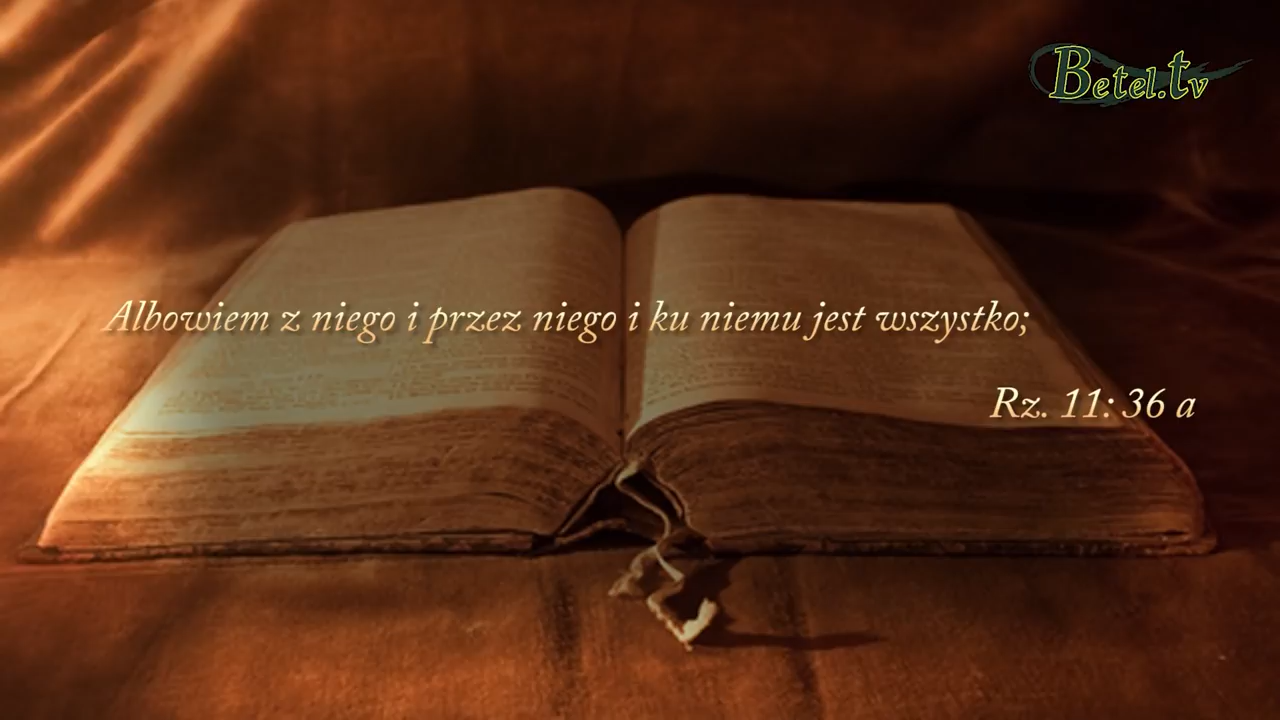 Betel.tv
Albowiem z niego i przez niego i ku niemu jest wszystko;
Rz. 11: 36 a